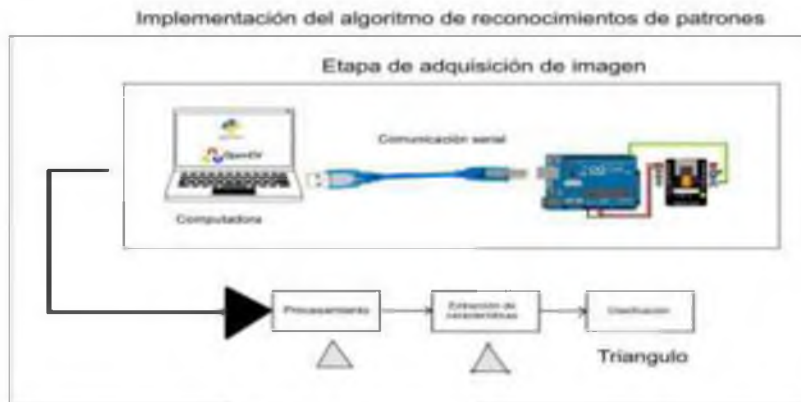 Implementación del algoritmo de reconocimientos de patrones
Etapa de adquisición de imagen
Comunicación serial
OpenCV
Computadora
Procesamiento
Extracción de
características
Clasificación
Triangulo